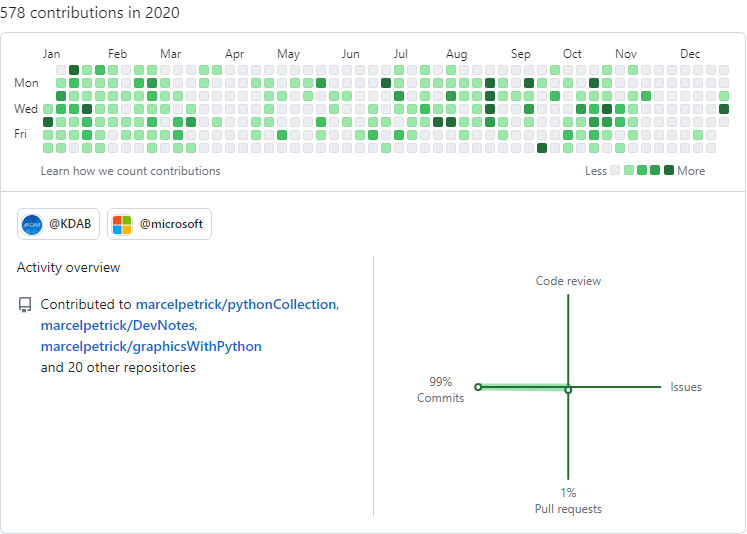 578 contributions in 2020
Jan Feb Mar Apr May Jun Jul Aug Sep Oct Nov Dec
Mon
Wed
Fri
Learn how we count contributions
Less More
@KDAB @microsoft
Activity overview
Contributed to marcelpetrick/pythonCollection,
marcelpetrick/DevNotes,
marcelpetrick/graphicsWithPython
and 20 other repositories
Code review
99%
Commits
Issues
1%
Pull requests